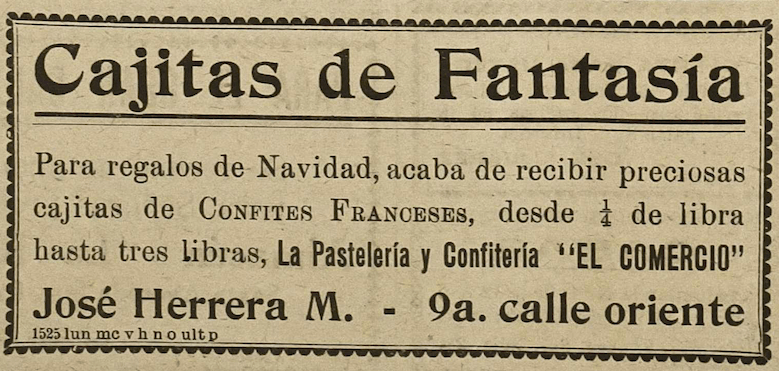 Cajitas de Fantasía
Para regalos de Navidad, acaba de recibir preciosas
cajitas de CONFITES FRANCESES, desde ¼ de libra
hasta tres libras, La Pastelería y Confitería "EL COMERCIO"
José Herrera M. - 9a. calle oriente
1525 lun mc v h n o ult p